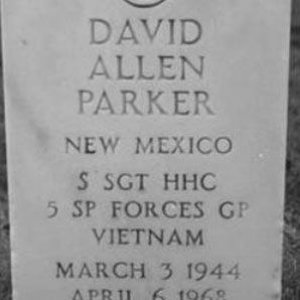 DAVID
ALLEN
PARKER
NEW MEXICO
S SGT HHC
5 SP FORCES GP
VIETNAM
MARCH 3 1944
APRIL 6 1968